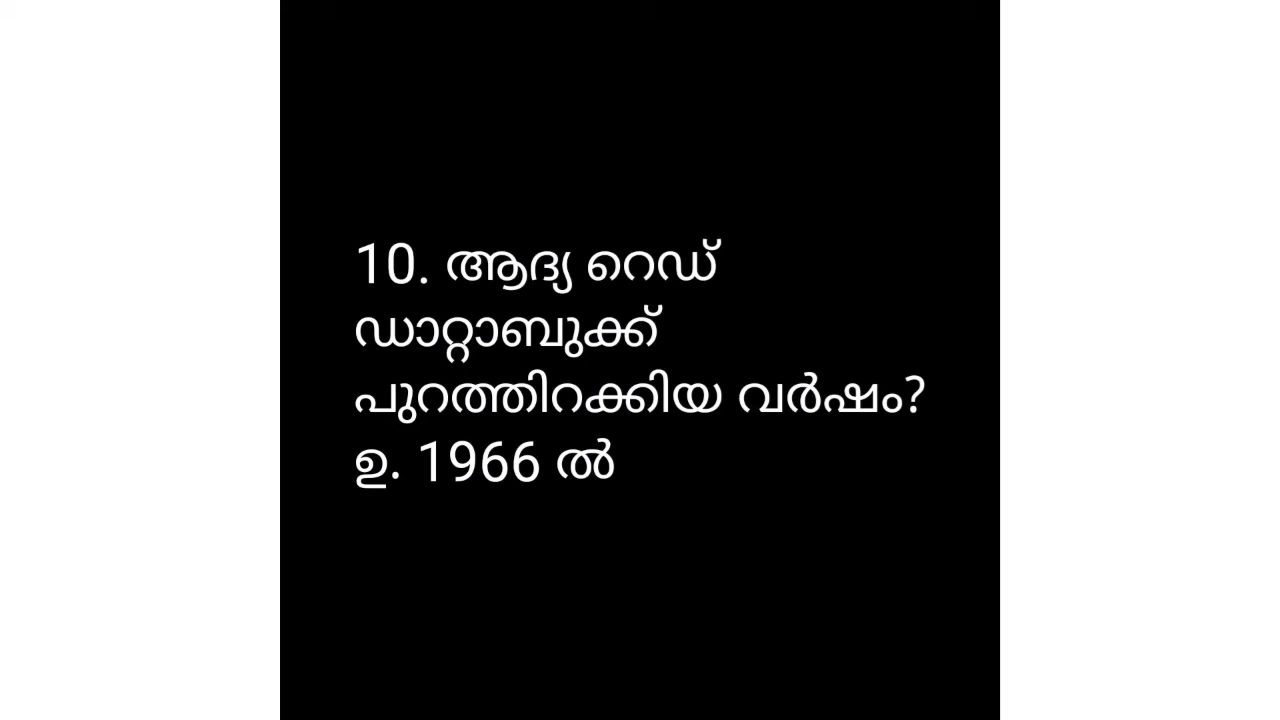 10. ആദ്യ റെഡ്
ഡാറ്റാബുക്ക്
പുറത്തിറക്കിയ വർഷം?
ഉ. 1966 ൽ